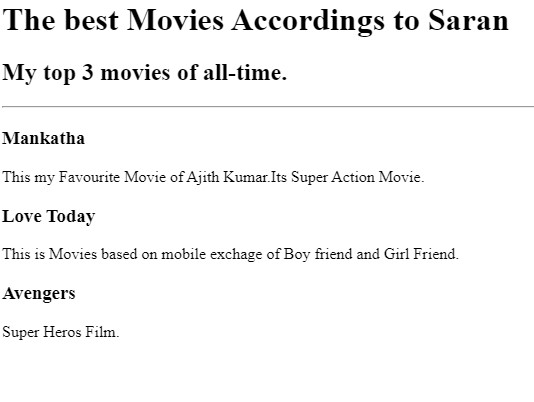 The best Movies Accordings to Saran
My top 3 movies of all-time.
Mankatha
This my Favourite Movie of Ajith Kumar.Its Super Action Movie.
Love Today
This is Movies based on mobile exchage of Boy friend and Girl Friend.
Avengers
Super Heros Film.